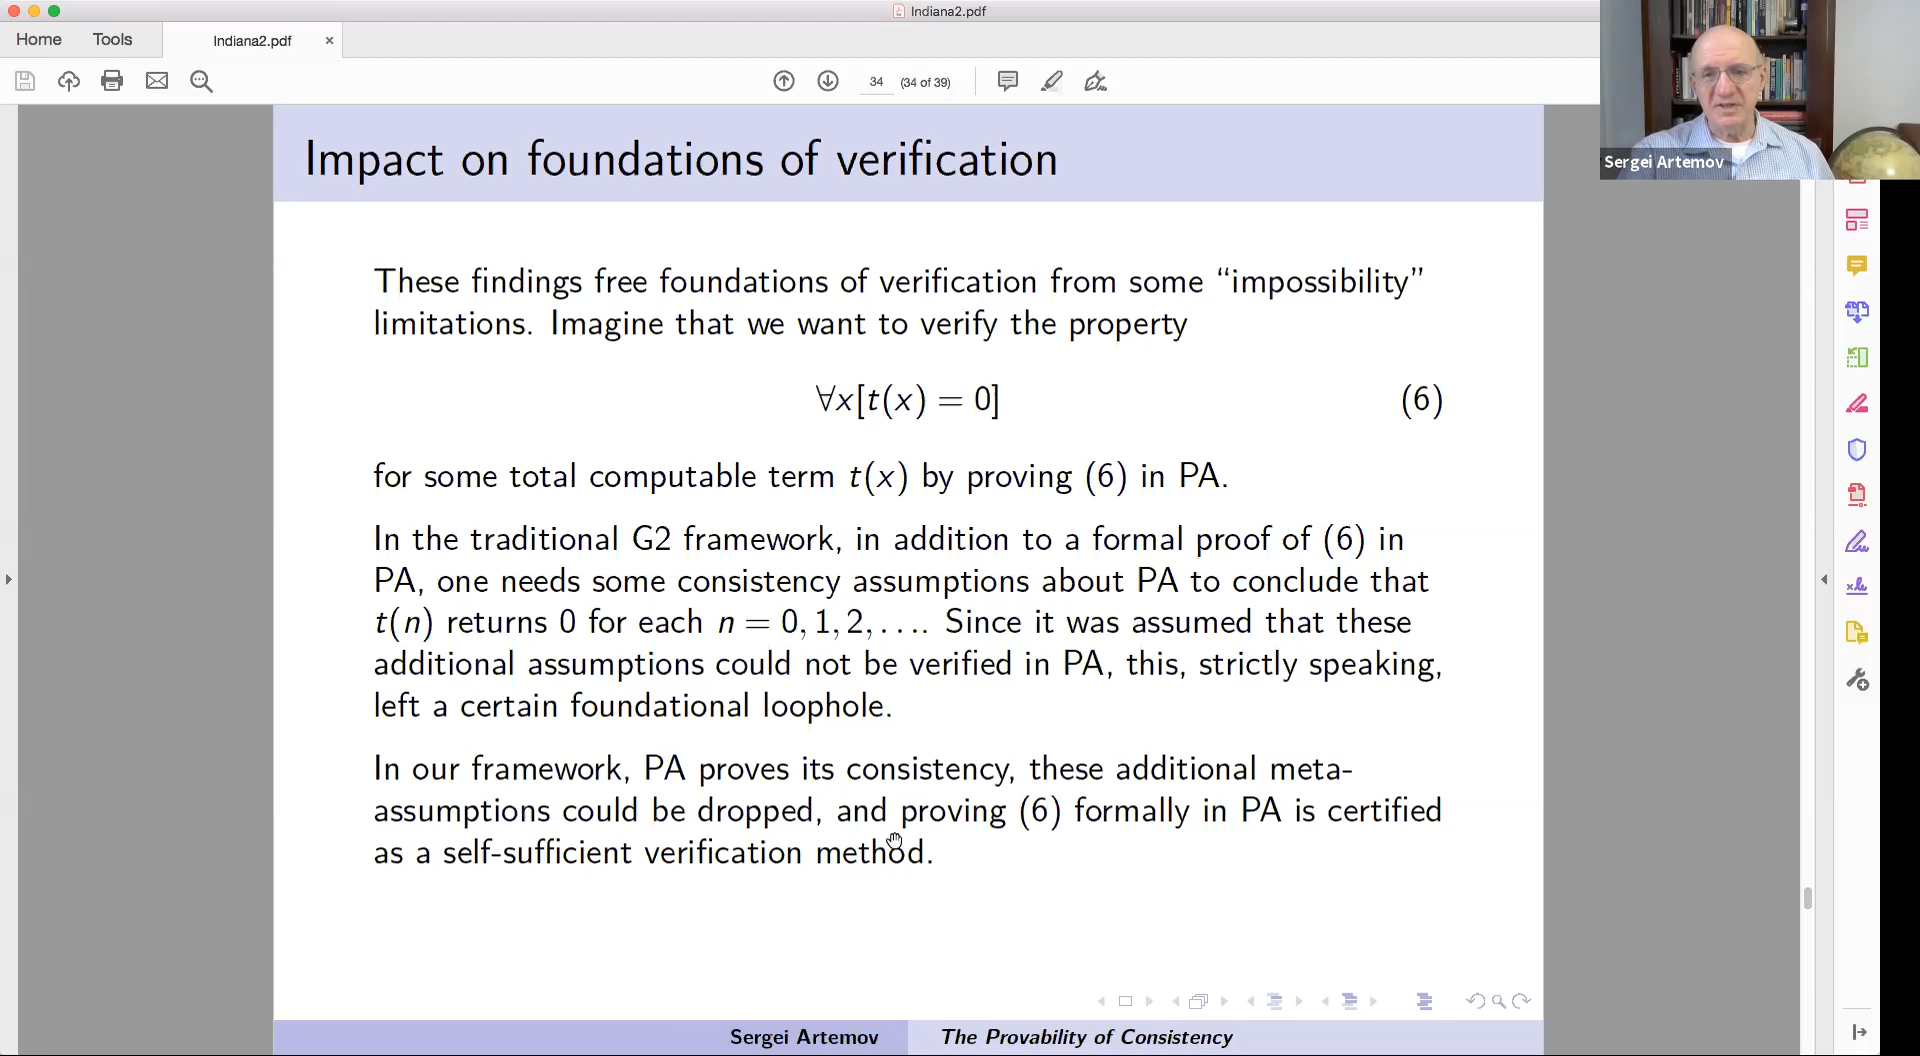 Indiana2.pdf
Home Tools Indiana2.pdf ×
34 (34 of 39)
Sergei Artemov
Impact on foundations of verification
These findings free foundations of verification from some “impossibility”
limitations. Imagine that we want to verify the property
∀x[t(x) = 0] (6)
for some total computable term t(x) by proving (6) in PA.
In the traditional G2 framework, in addition to a formal proof of (6) in
PA, one needs some consistency assumptions about PA to conclude that
t(n) returns 0 for each n = 0, 1, 2, . . .. Since it was assumed that these
additional assumptions could not be verified in PA, this, strictly speaking,
left a certain foundational loophole.
In our framework, PA proves its consistency, these additional meta-
assumptions could be dropped, and proving (6) formally in PA is certified
as a self-sufficient verification method.
Sergei Artemov The Provability of Consistency